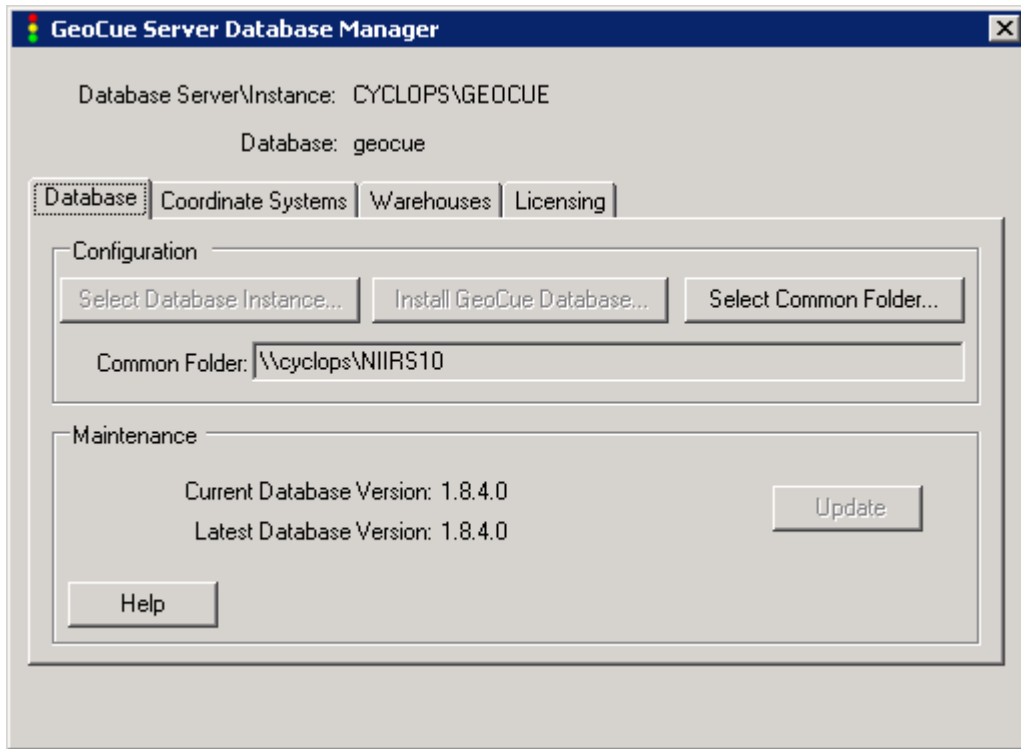 GeoCue Server Database Manager
Database Server\Instance: CYCLOPS\GEOCUE
Database: geocue
Database Coordinate Systems Warehouses Licensing
Configuration
Select Database Instance... Install GeoCue Database... Select Common Folder...
Common Folder: \\cyclops\NIIRS10
Maintenance
Current Database Version: 1.8.4.0
Update
Latest Database Version: 1.8.4.0
Help